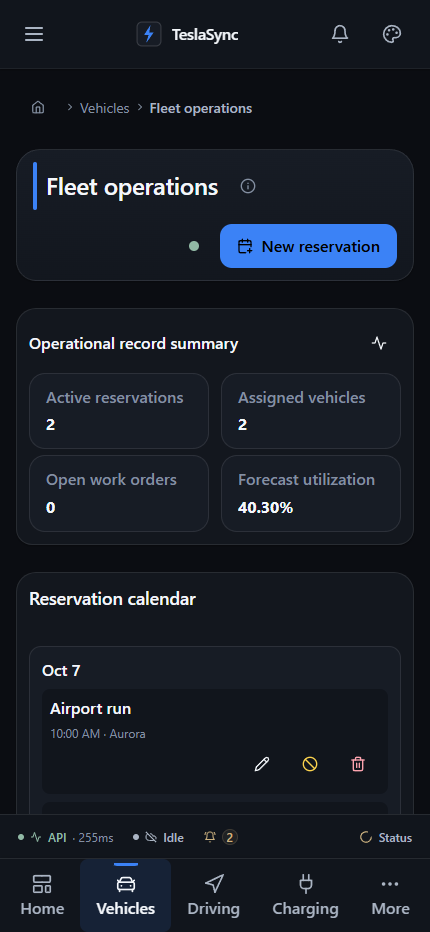 TeslaSync
Vehicles
Fleet operations
Fleet operations
New reservation
Operational record summary
Active reservations
2
Assigned vehicles
2
Open work orders
0
Forecast utilization
40.30%
Reservation calendar
Oct 7
Airport run
10:00 AM · Aurora
API · 255ms
Idle
2
Status
Home
Vehicles
Driving
Charging
More